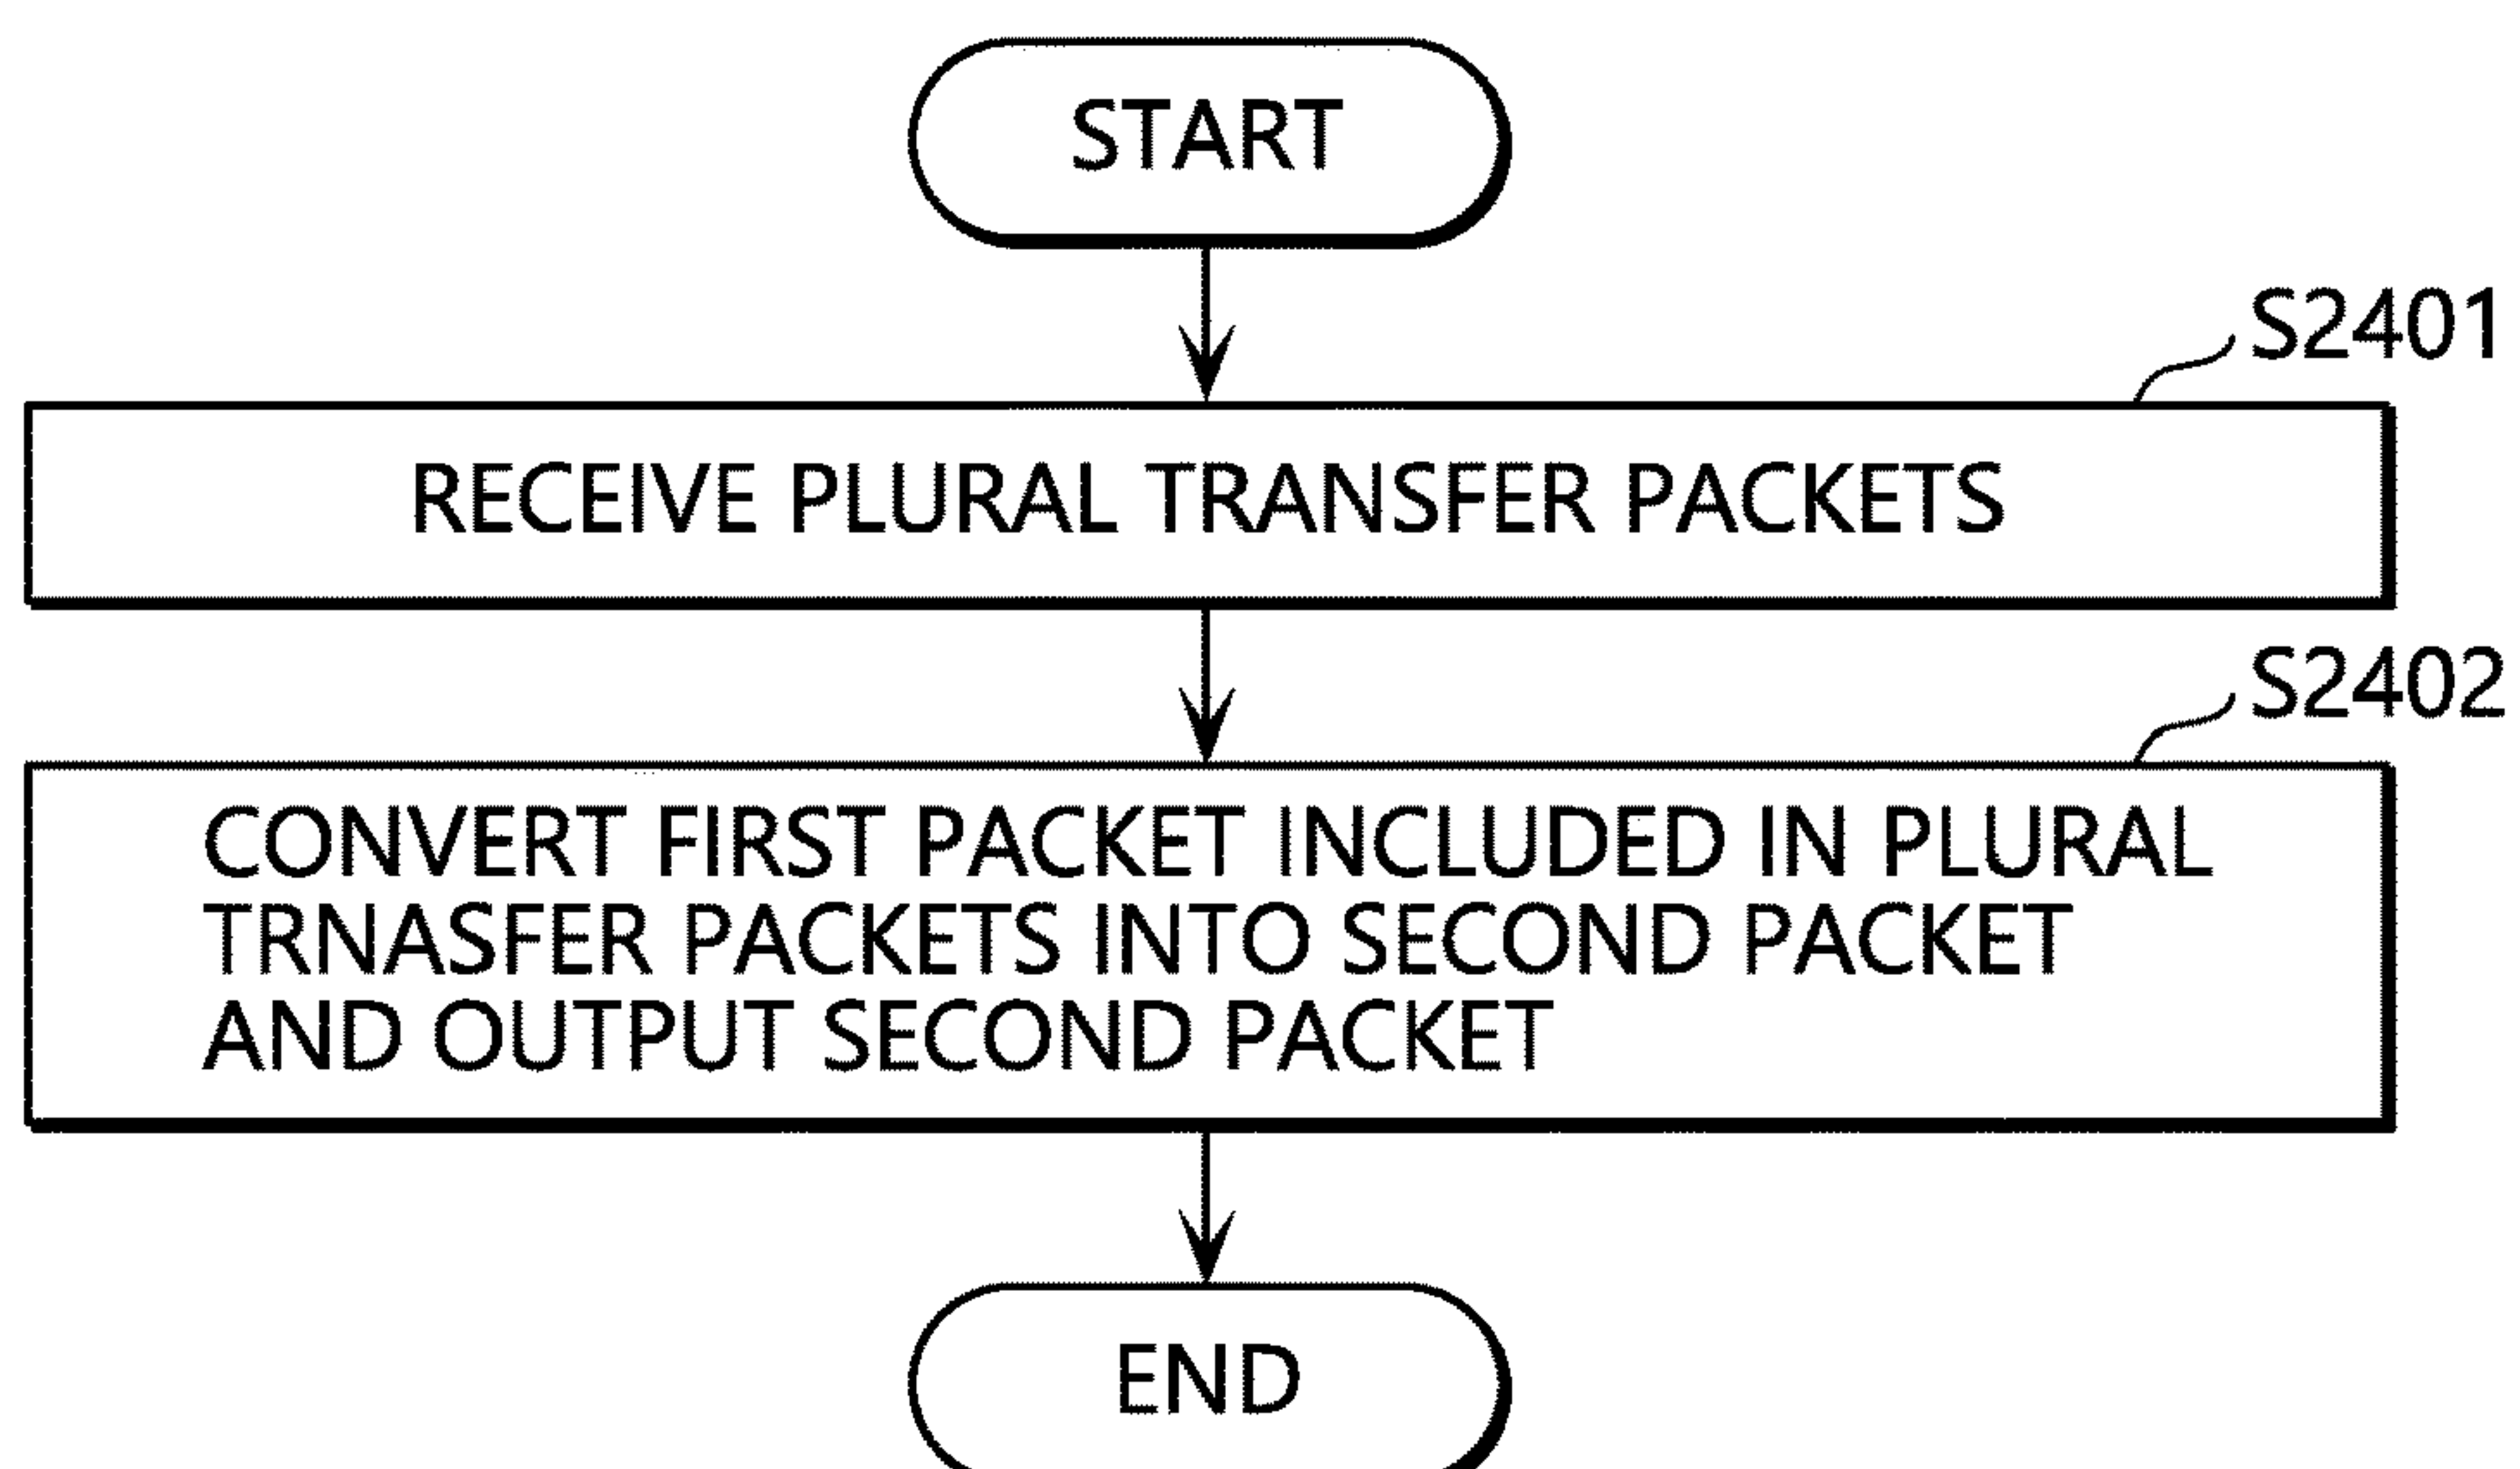 START
S2401
RECEIVE PLURAL TRANSFER PACKETS
S2402
CONVERT FIRST PACKET INCLUDED IN PLURAL
TRNASFER PACKETS INTO SECOND PACKET
AND OUTPUT SECOND PACKET
END